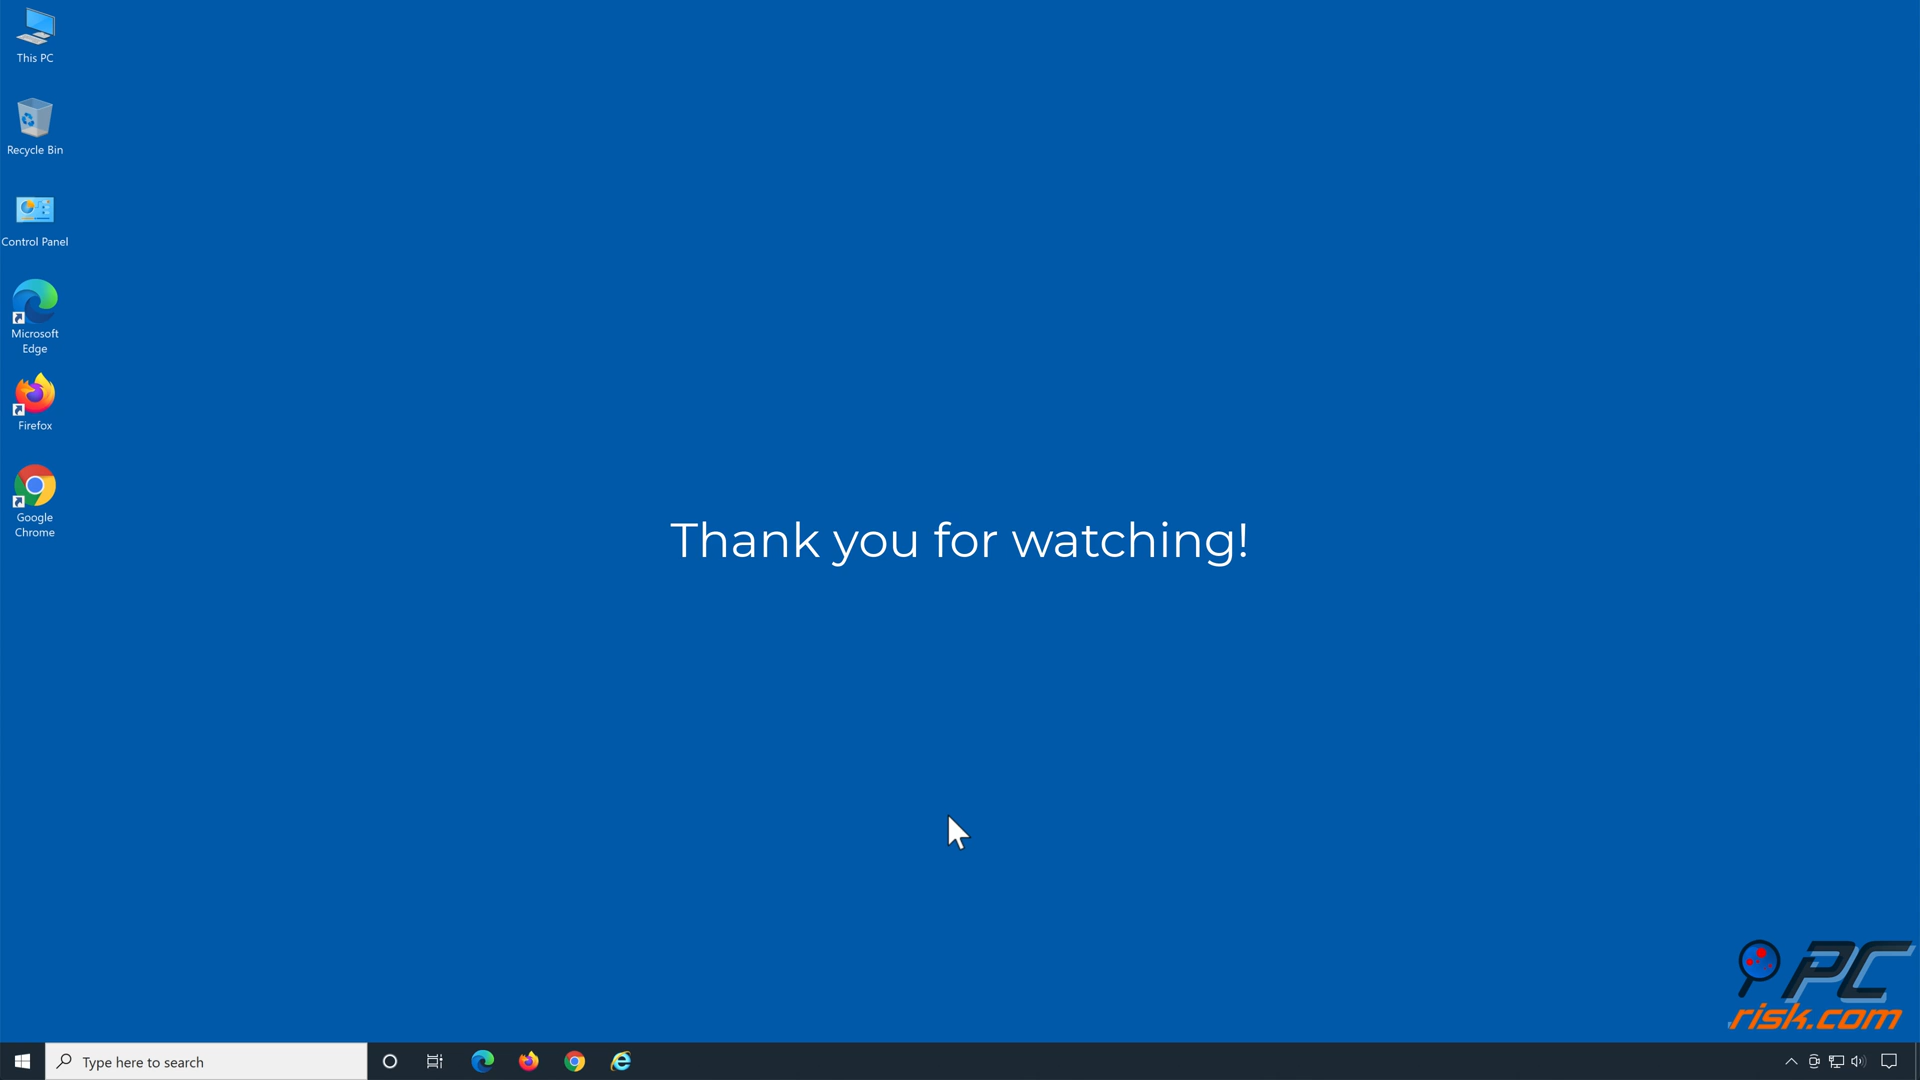 This PC
Recycle Bin
Control Panel
Microsoft
Edge
Firefox
Google
Chrome
Thank you for watching!
PC
risk.com
Type here to search